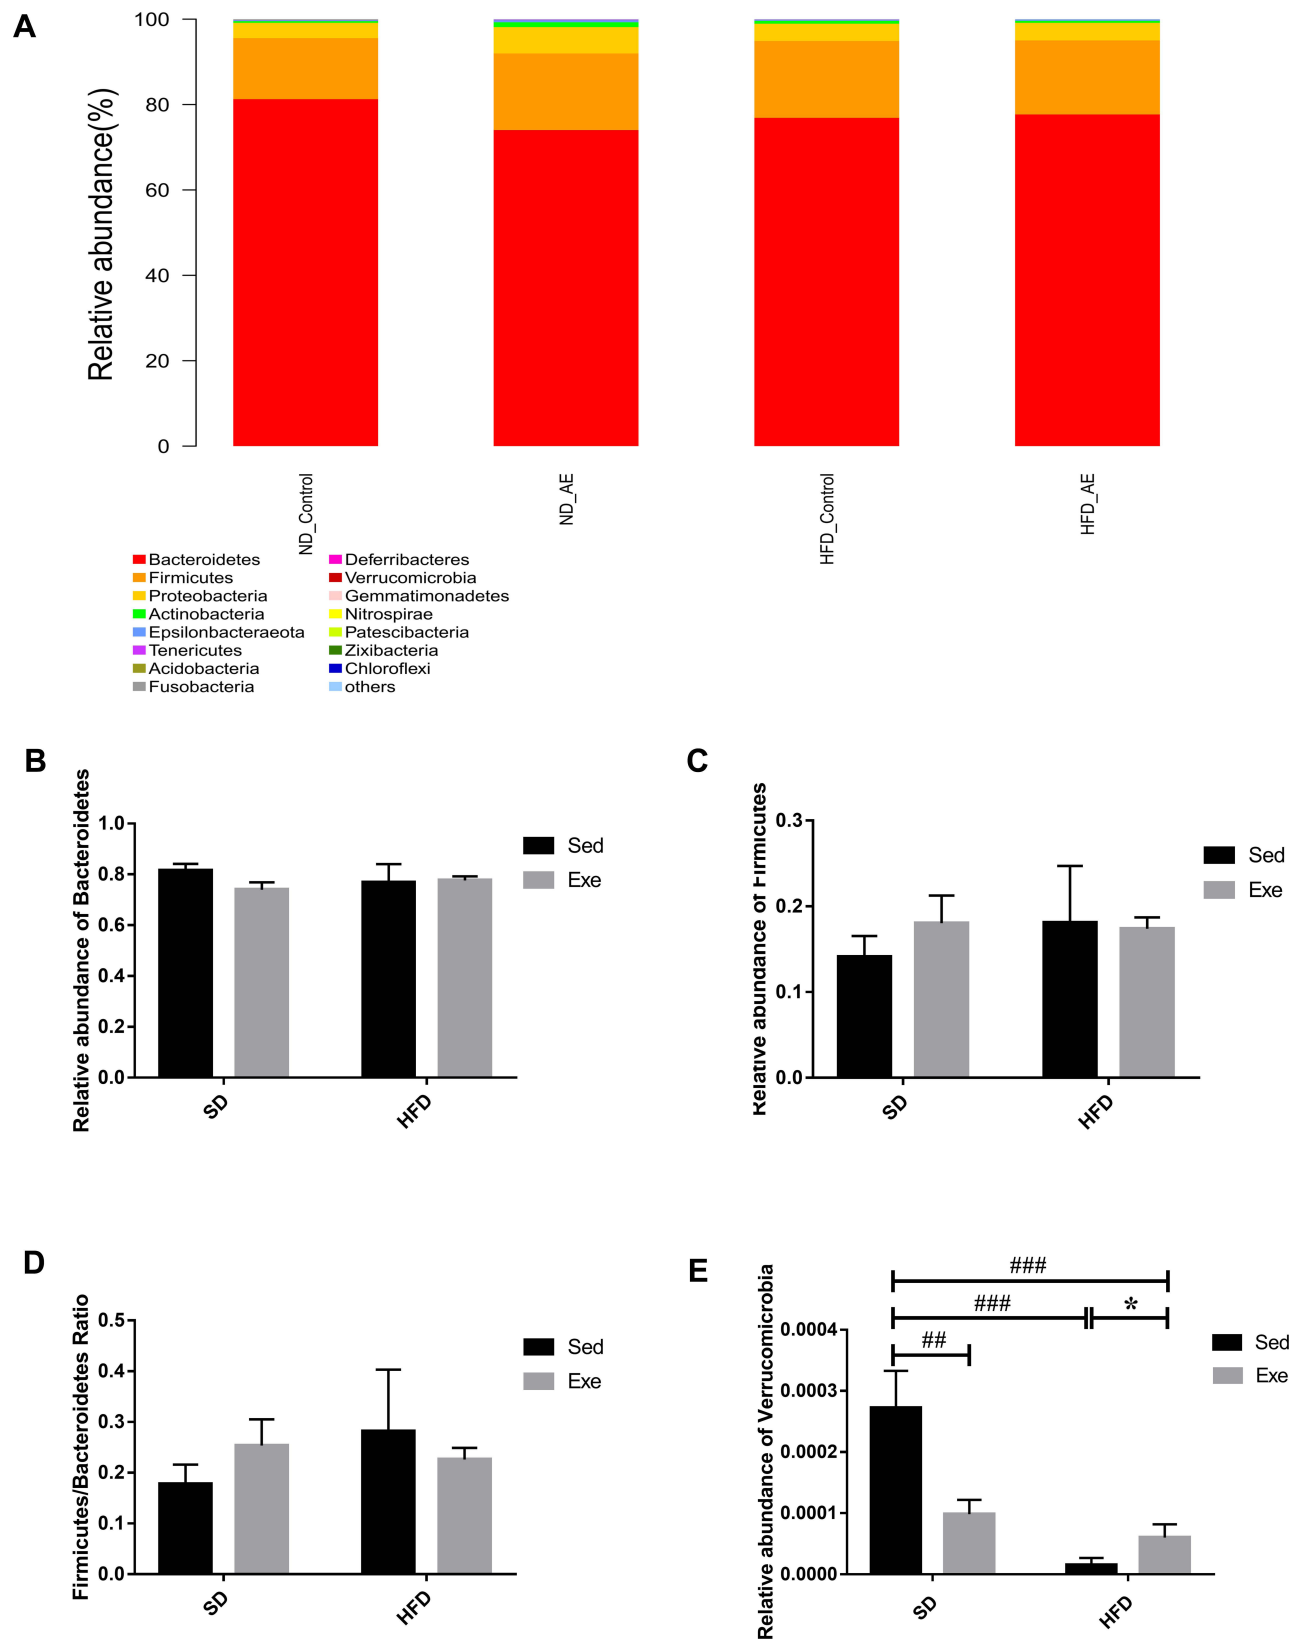 A
Relative abundance(%)
100
80
60
40
20
0
ND_Control
ND_AE
HFD_Control
HFD_AE
Bacteroidetes
Firmicutes
Proteobacteria
Actinobacteria
Epsilonbacteraeota
Tenericutes
Acidobacteria
Fusobacteria
Deferribacteres
Verrucomicrobia
Gemmatimonadetes
Nitrospirae
Patescibacteria
Zixibacteria
Chloroflexi
others
B
Relative abundance of Bacteroidetes
1.0
0.8
0.6
0.4
0.2
0.0
SD
HFD
Sed
Exe
C
Relative abundance of Firmicutes
0.3
0.2
0.1
0.0
SD
HFD
Sed
Exe
D
Firmicutes/Bacteroidetes Ratio
0.5
0.4
0.3
0.2
0.1
0.0
SD
HFD
Sed
Exe
E
Relative abundance of Verrucomicrobia
###
###
*
##
0.0004
0.0003
0.0002
0.0001
0.0000
SD
HFD
Sed
Exe